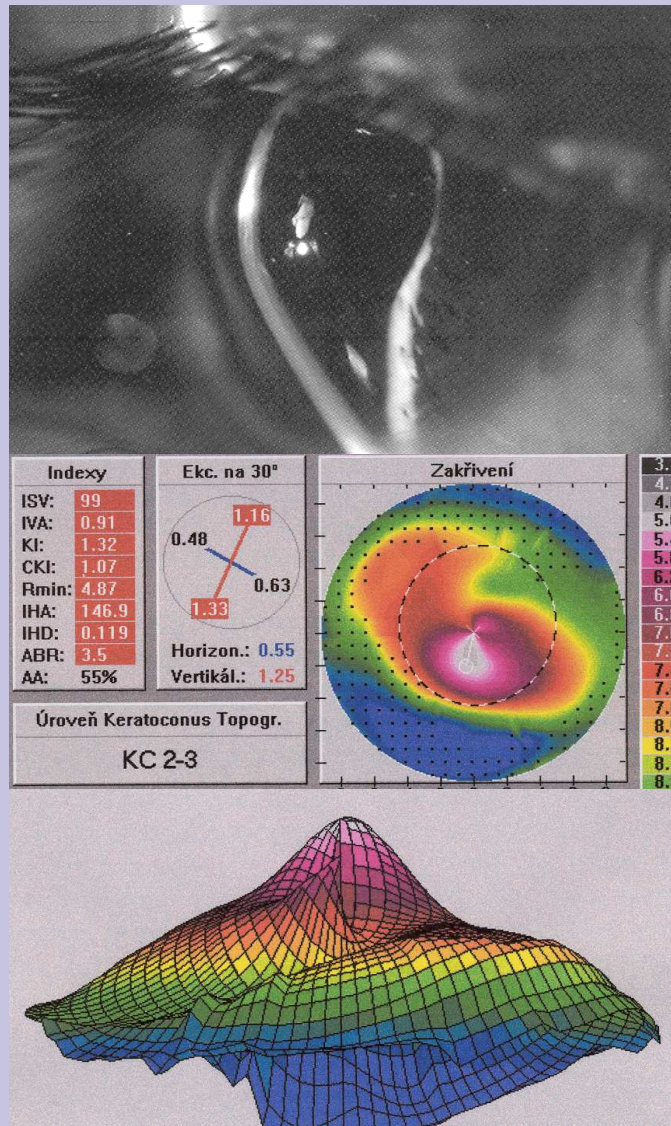 Indexy
ISV: 99
IVA: 0.91
KI: 1.32
CKI: 1.07
Rmin: 4.87
IHA: 146.9
IHD: 0.119
ABR: 3.5
AA: 55%
Ekc. na 30°
1.16
0.48
0.63
1.33
Horizon.: 0.55
Vertikál.: 1.25
Úroveň Keratoconus Topogr.
KC 2-3
Zakřivení